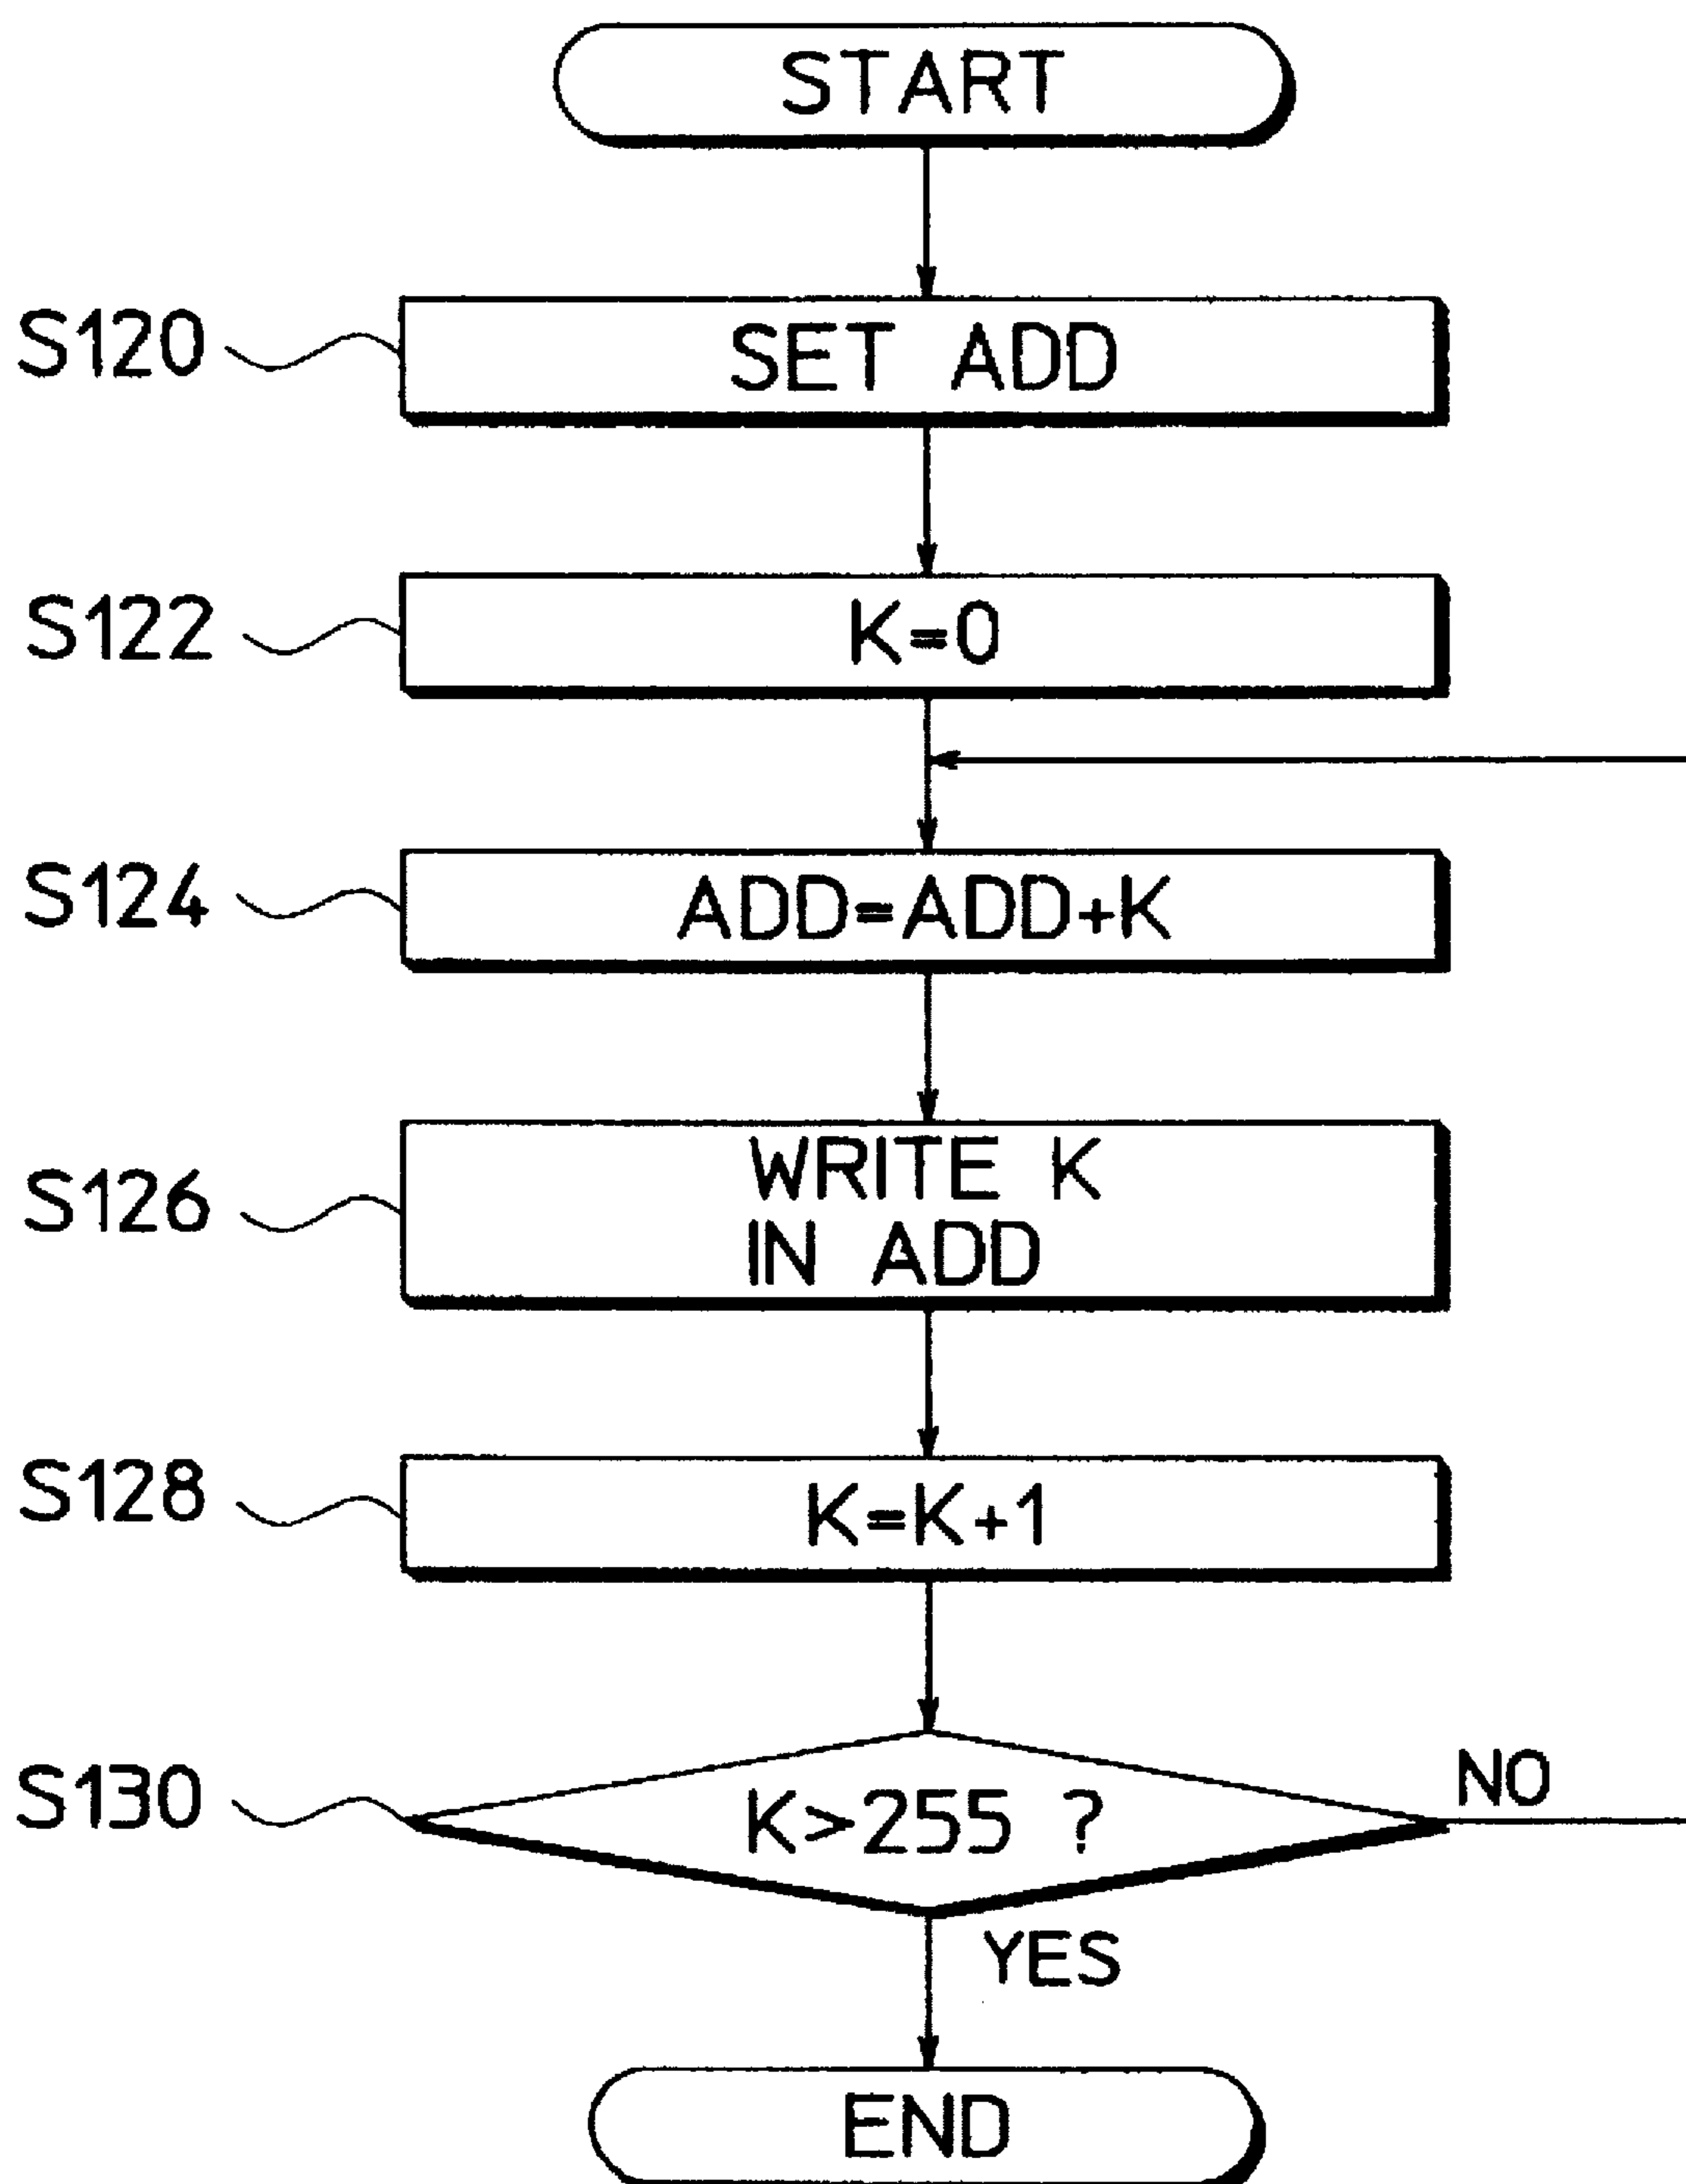 START
S120
SET ADD
S122
K=0
S124
ADD=ADD+K
S126
WRITE K
IN ADD
S128
K=K+1
S130
K>255 ?
NO
YES
END